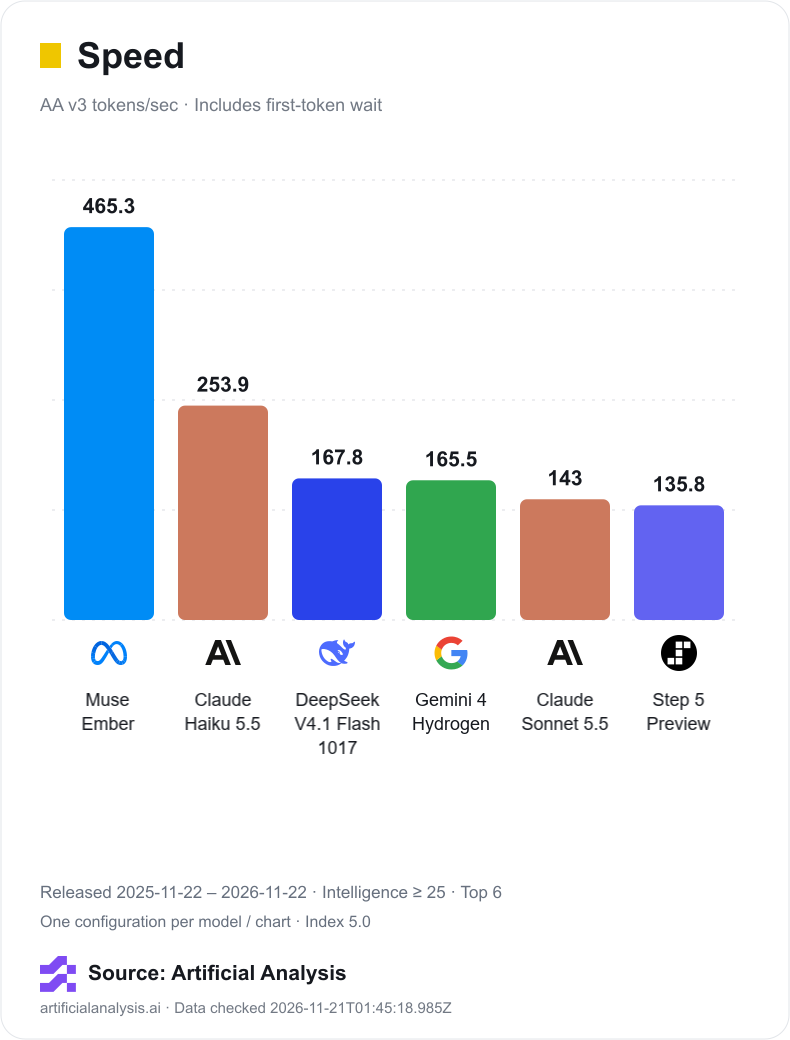 Speed
AA v3 tokens/sec · Includes first-token wait
465.3
253.9
167.8
165.5
143
135.8
Muse
Ember
Claude
Haiku 5.5
DeepSeek
V4.1 Flash
1017
Gemini 4
Hydrogen
Claude
Sonnet 5.5
Step 5
Preview
Released 2025-11-22 – 2026-11-22 · Intelligence ≥ 25 · Top 6
One configuration per model / chart · Index 5.0
Source: Artificial Analysis
artificialanalysis.ai · Data checked 2026-11-21T01:45:18.985Z